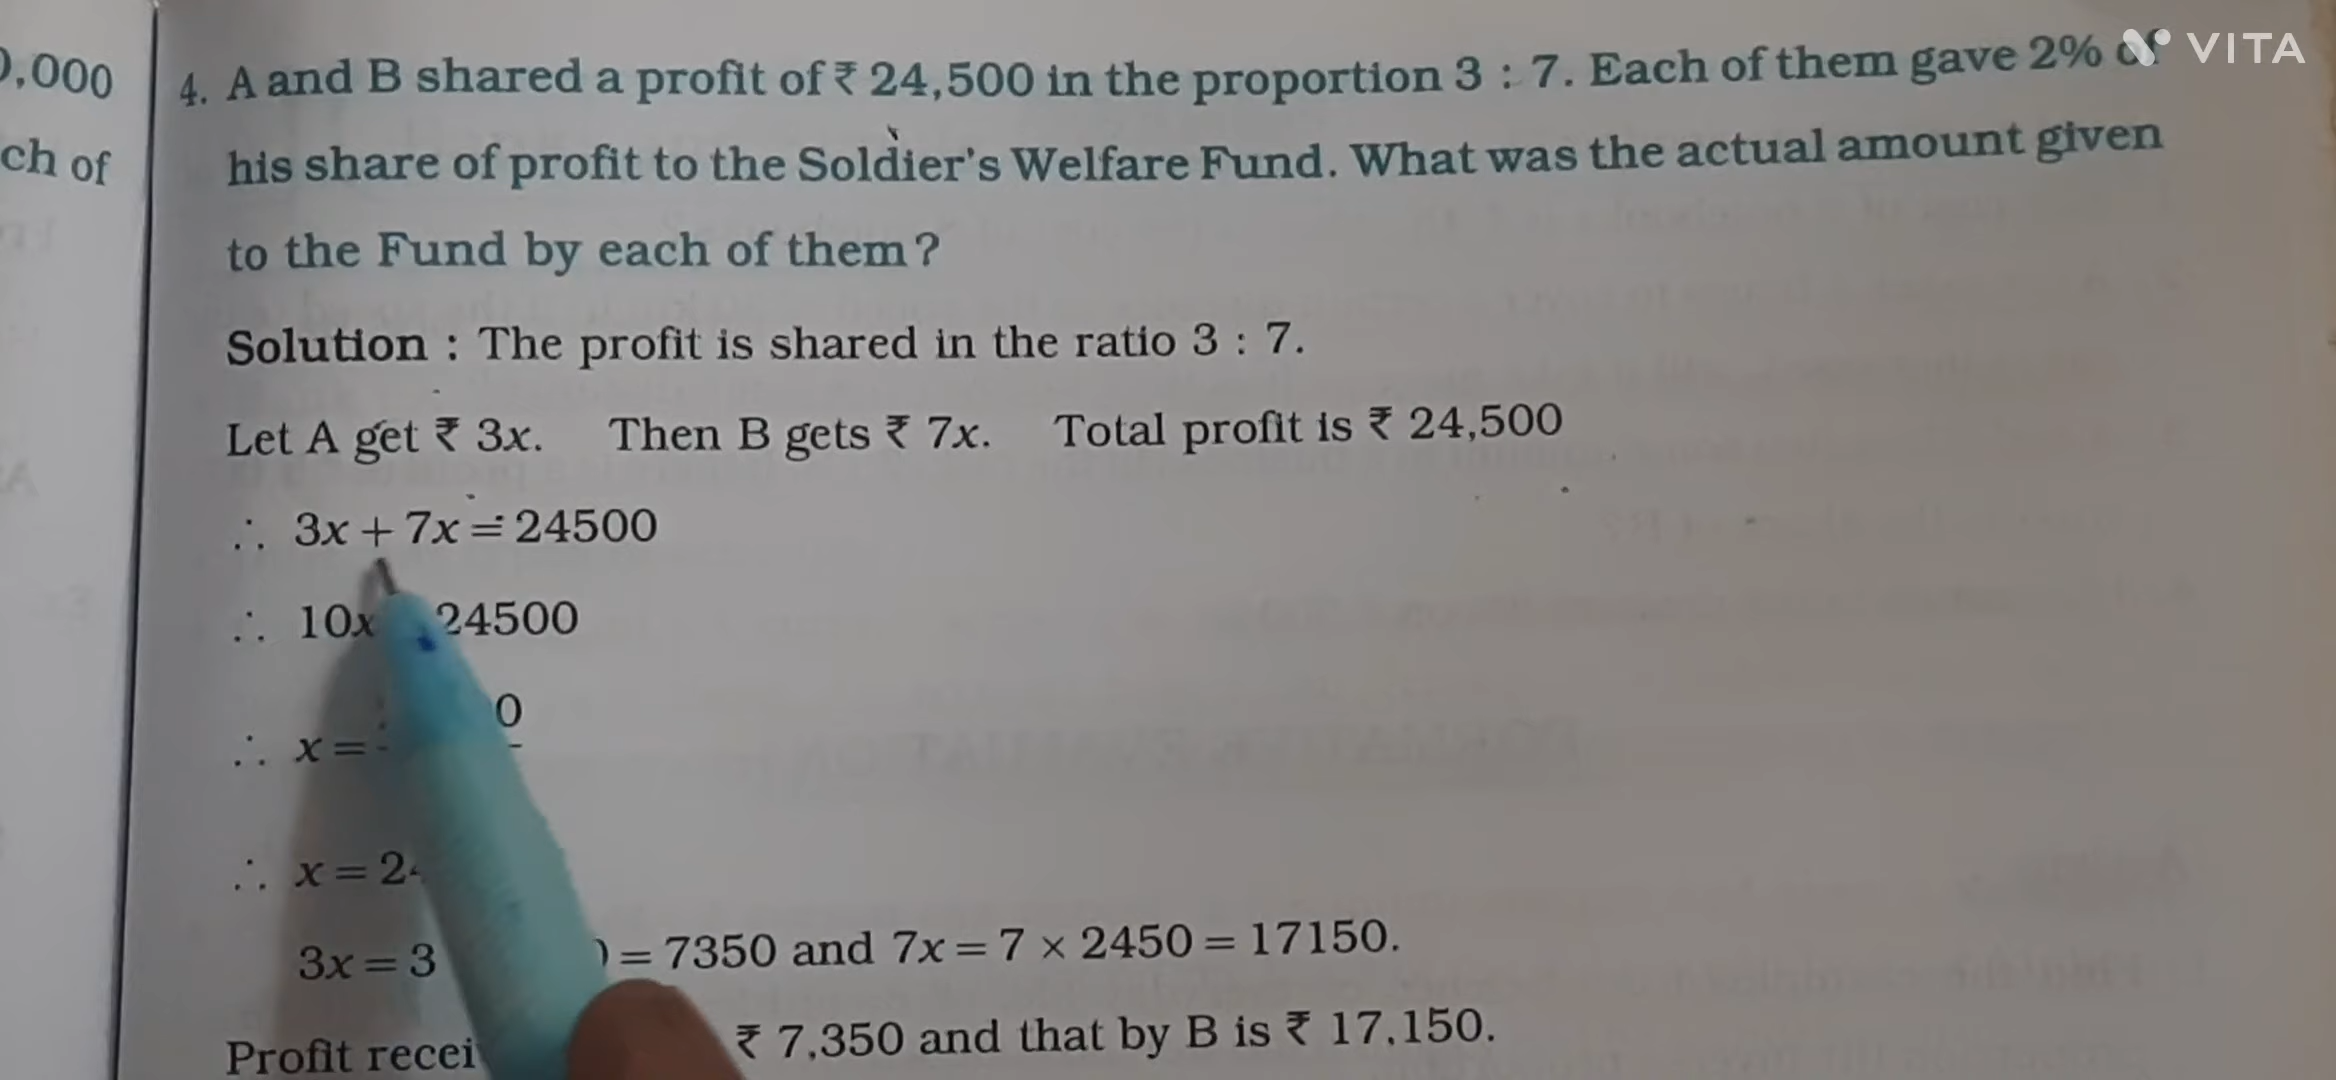 VITA
,000
ch of
4. A and B shared a profit of ₹ 24,500 in the proportion 3 : 7. Each of them gave 2% of
his share of profit to the Soldier's Welfare Fund. What was the actual amount given
to the Fund by each of them?
Solution : The profit is shared in the ratio 3 : 7.
Let A get ₹ 3x. Then B gets ₹ 7x. Total profit is ₹ 24,500
∴ 3x + 7x = 24500
∴ 10x 24500
∴ x = 0
∴ x = 2
3x = 3 ) = 7350 and 7x = 7 × 2450 = 17150.
Profit ₹ 7,350 and that by B is ₹ 17,150.